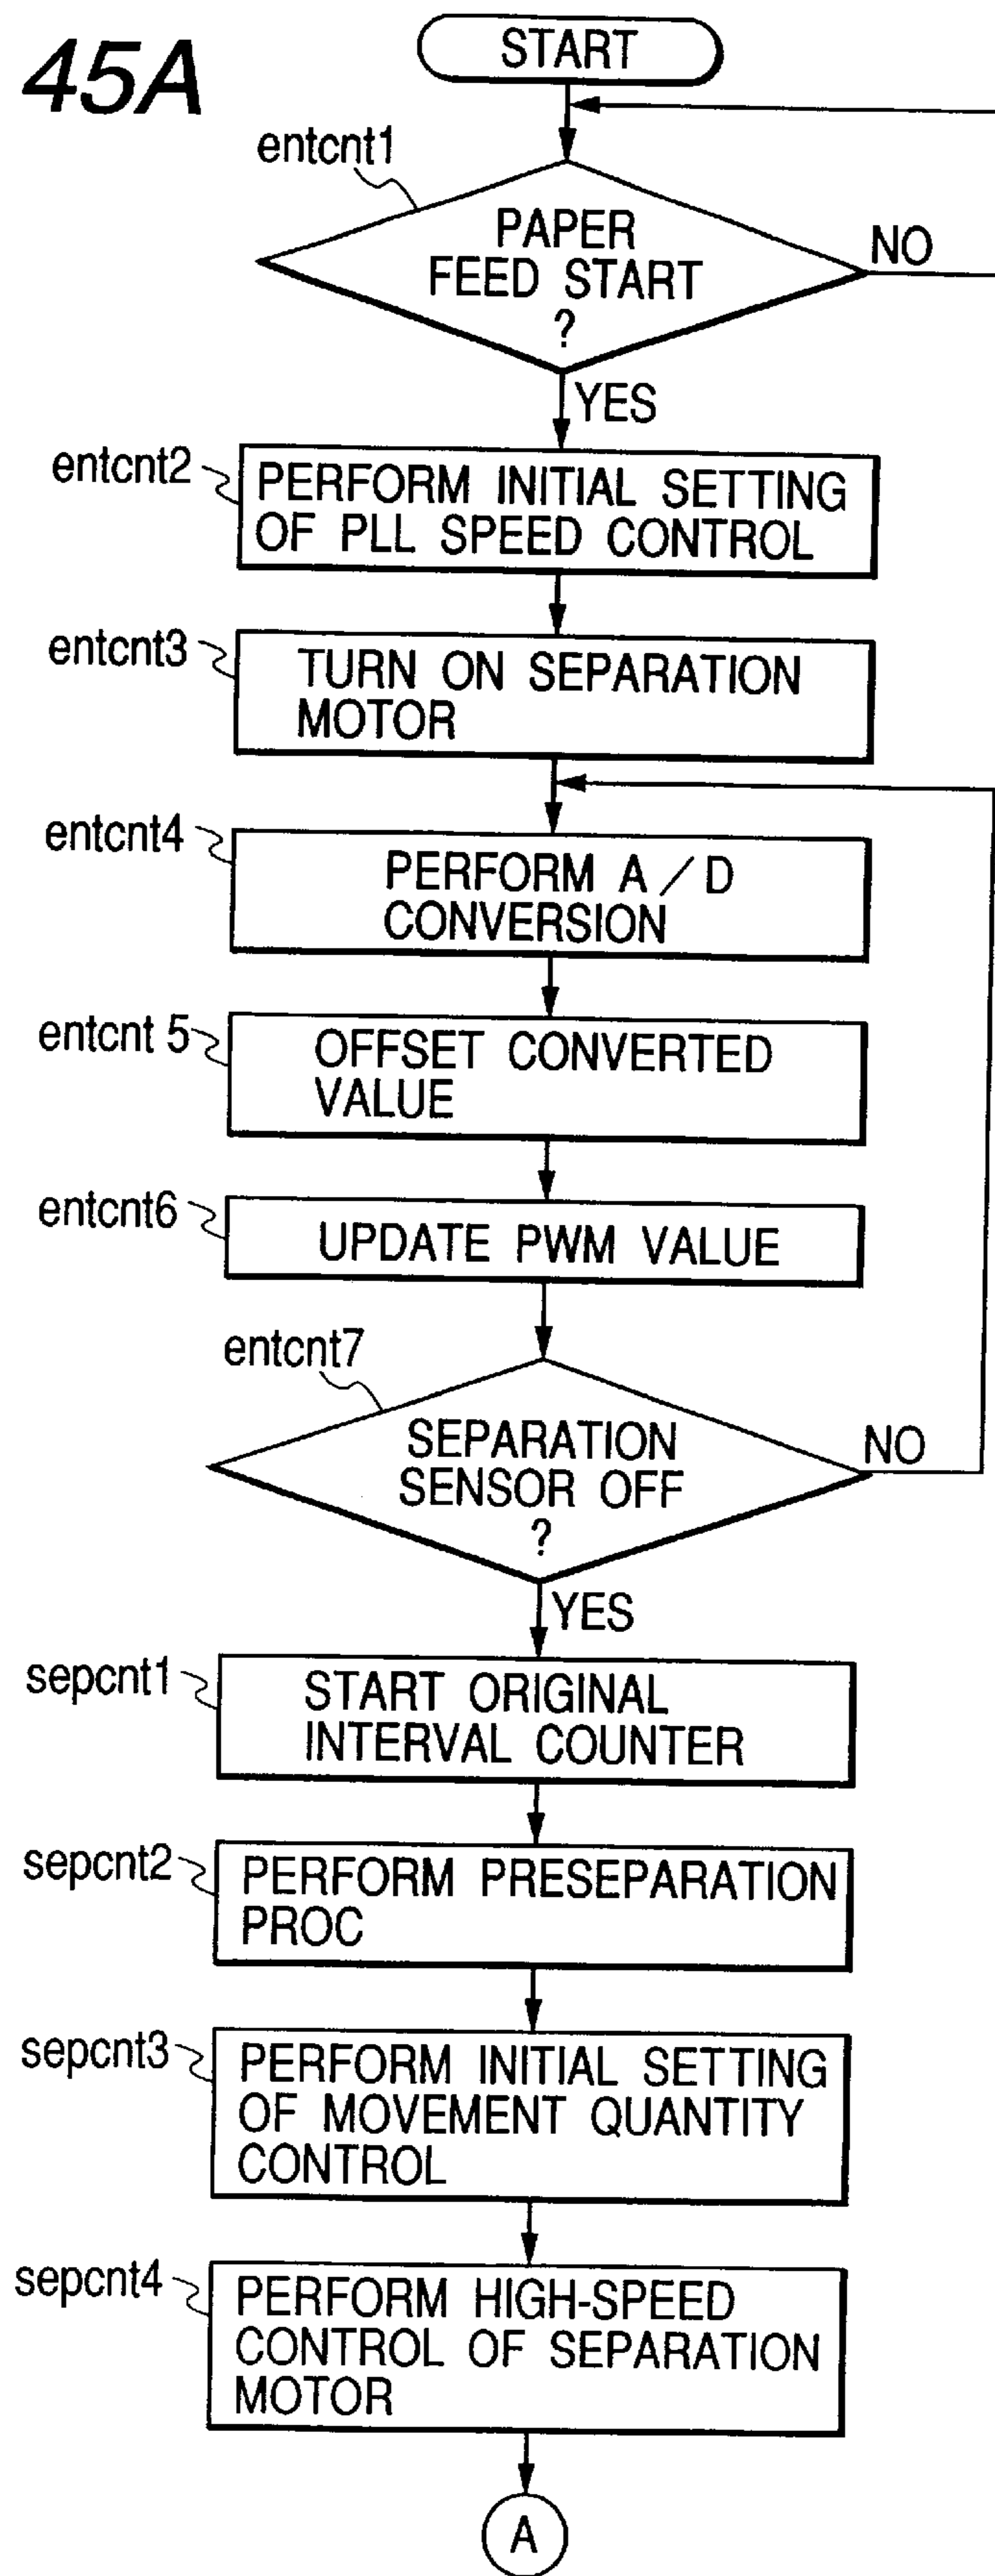 45A
START
entcnt1
PAPER
FEED START
?
NO
YES
entcnt2
PERFORM INITIAL SETTING
OF PLL SPEED CONTROL
entcnt3
TURN ON SEPARATION
MOTOR
entcnt4
PERFORM A / D
CONVERSION
entcnt 5
OFFSET CONVERTED
VALUE
entcnt6
UPDATE PWM VALUE
entcnt7
SEPARATION
SENSOR OFF
?
NO
YES
sepcnt1
START ORIGINAL
INTERVAL COUNTER
sepcnt2
PERFORM PRESEPARATION
PROC
sepcnt3
PERFORM INITIAL SETTING
OF MOVEMENT QUANTITY
CONTROL
sepcnt4
PERFORM HIGH-SPEED
CONTROL OF SEPARATION
MOTOR
A